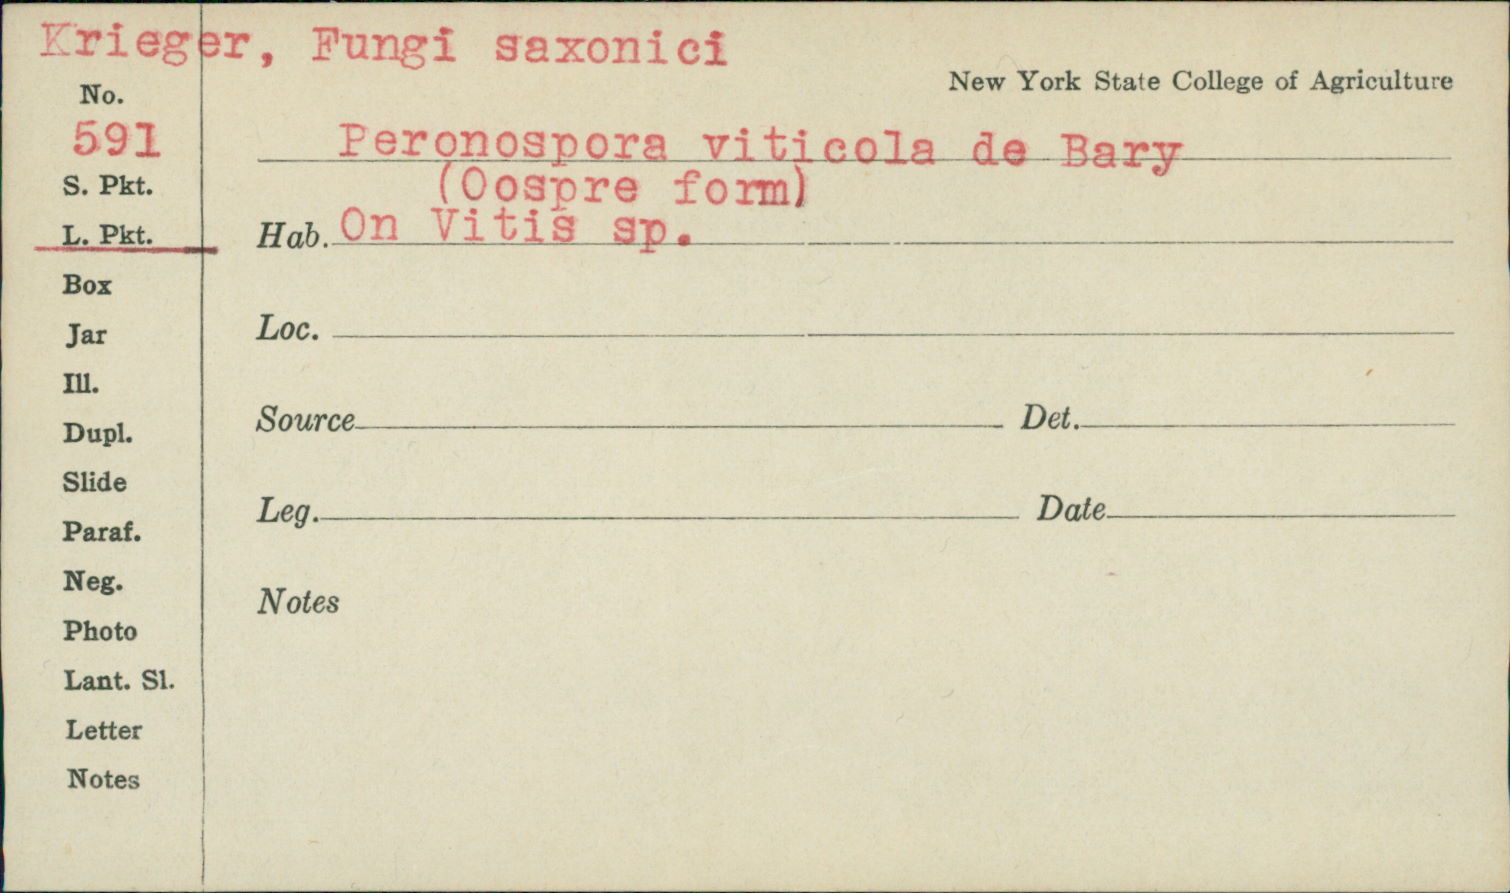 Krieger, Fungi saxonici
New York State College of Agriculture
No.
591
Peronospora viticola de Bary
(Oospre form)
S. Pkt.
L. Pkt.
Hab. On Vitis sp.
Box
Loc.
Jar
Ill.
Source Det.
Dupl.
Slide
Leg. Date
Paraf.
Neg.
Notes
Photo
Lant. Sl.
Letter
Notes